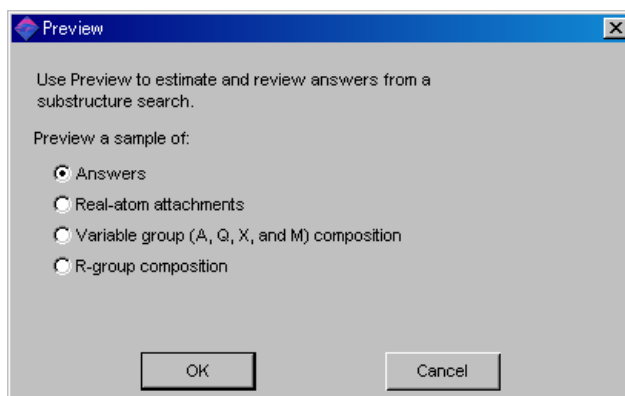 Preview
Use Preview to estimate and review answers from a
substructure search.
Preview a sample of:
Answers
Real-atom attachments
Variable group (A, Q, X, and M) composition
R-group composition
OK
Cancel